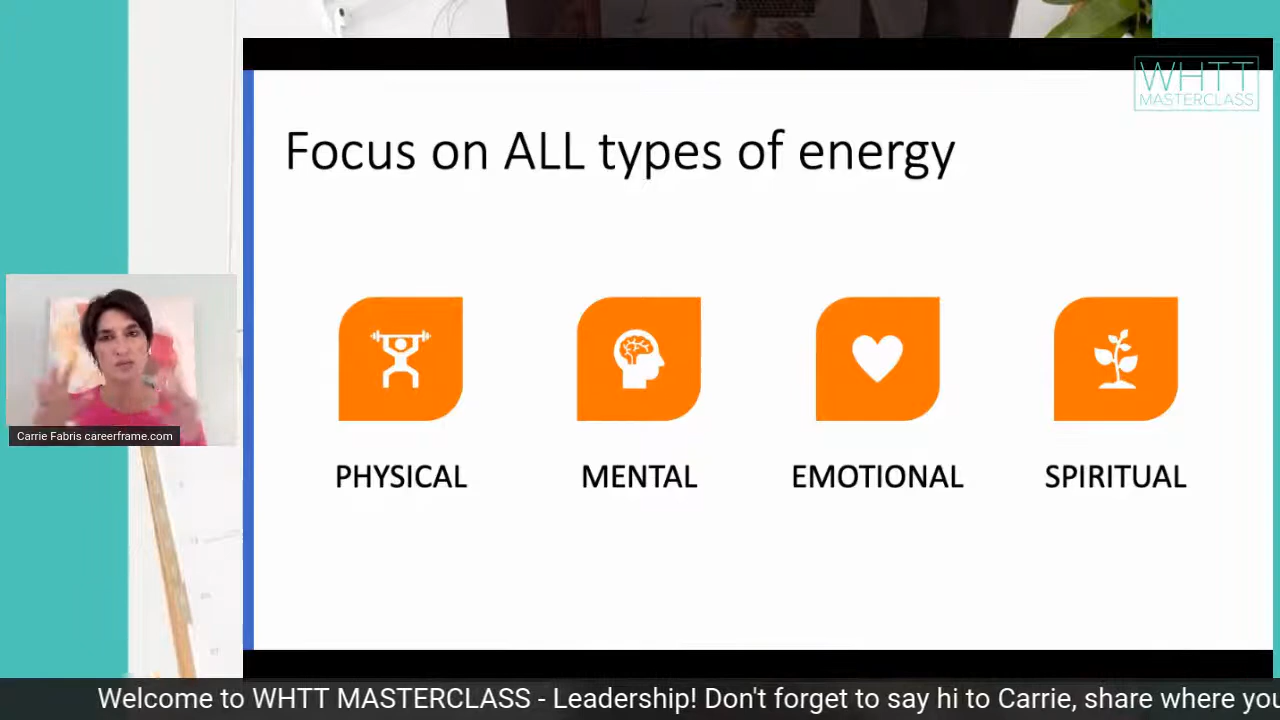 WHTT
MASTERCLASS
Focus on ALL types of energy
PHYSICAL
MENTAL
EMOTIONAL
SPIRITUAL
Carrie Fabris careerframe.com
Welcome to WHTT MASTERCLASS - Leadership! Don't forget to say hi to Carrie, share where you